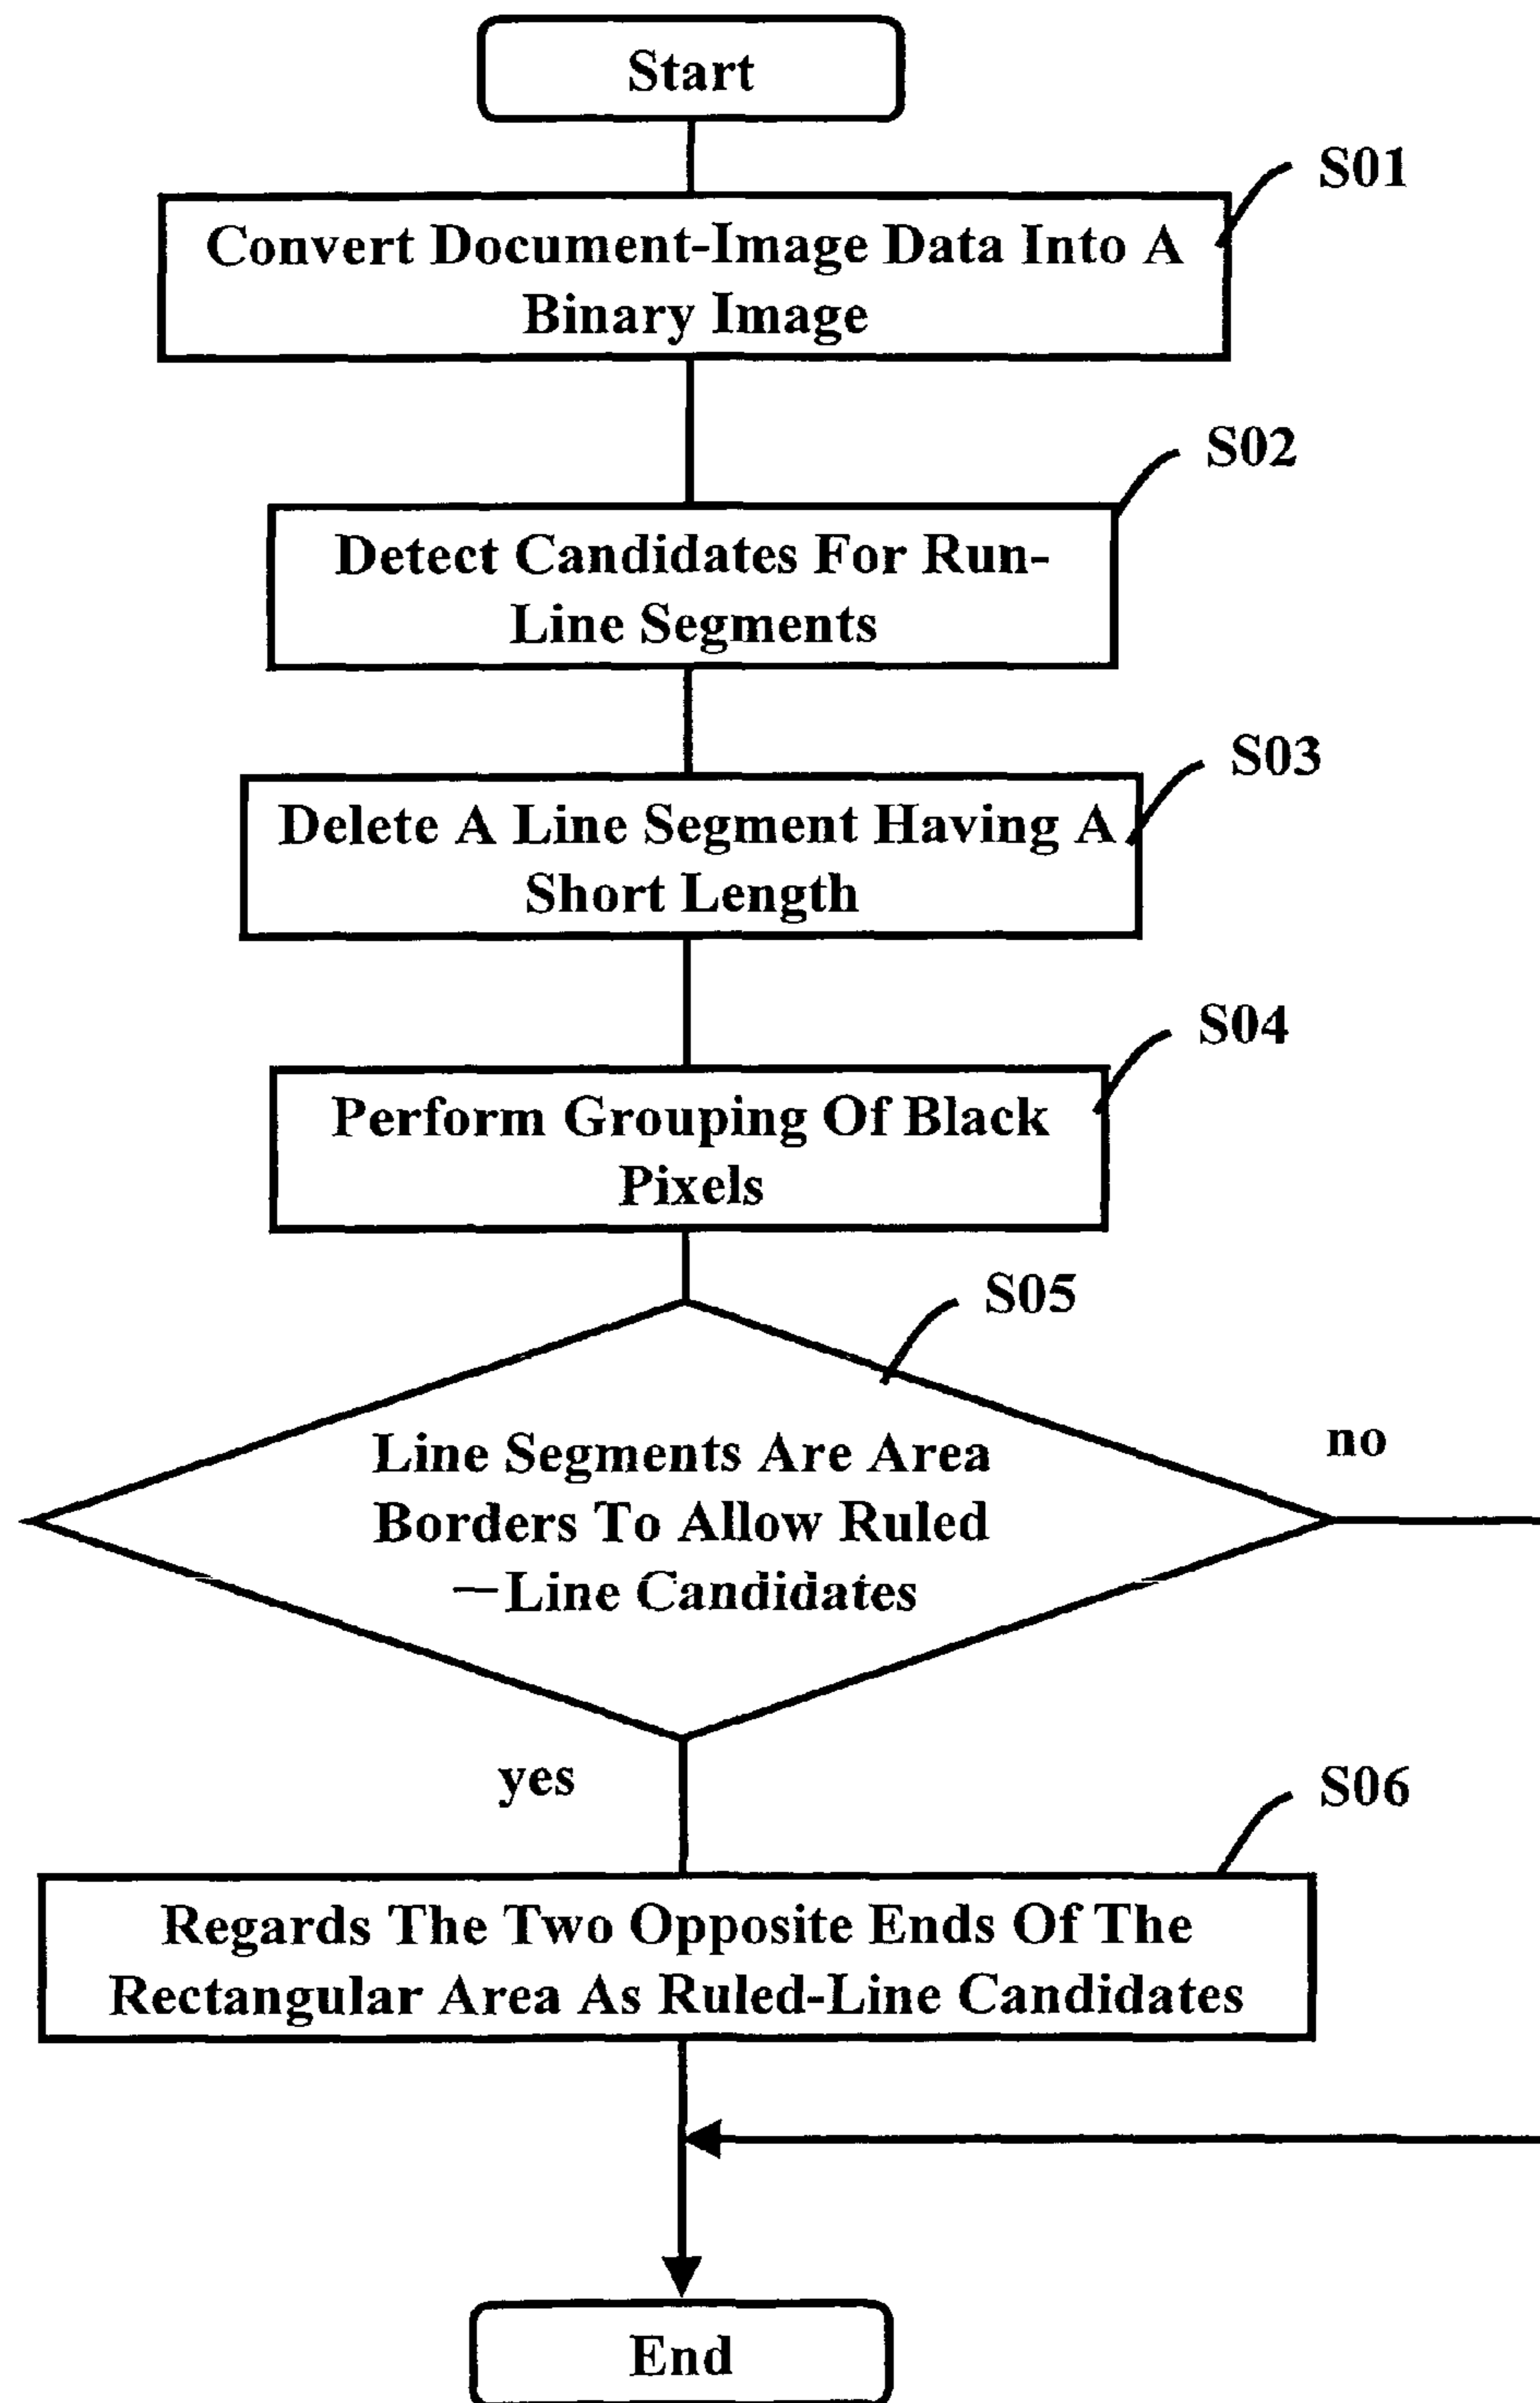 Start
S01
Convert Document-Image Data Into A
Binary Image
S02
Detect Candidates For Run-
Line Segments
S03
Delete A Line Segment Having A
Short Length
S04
Perform Grouping Of Black
Pixels
S05
Line Segments Are Area
Borders To Allow Ruled
—Line Candidates
no
yes
S06
Regards The Two Opposite Ends Of The
Rectangular Area As Ruled-Line Candidates
End